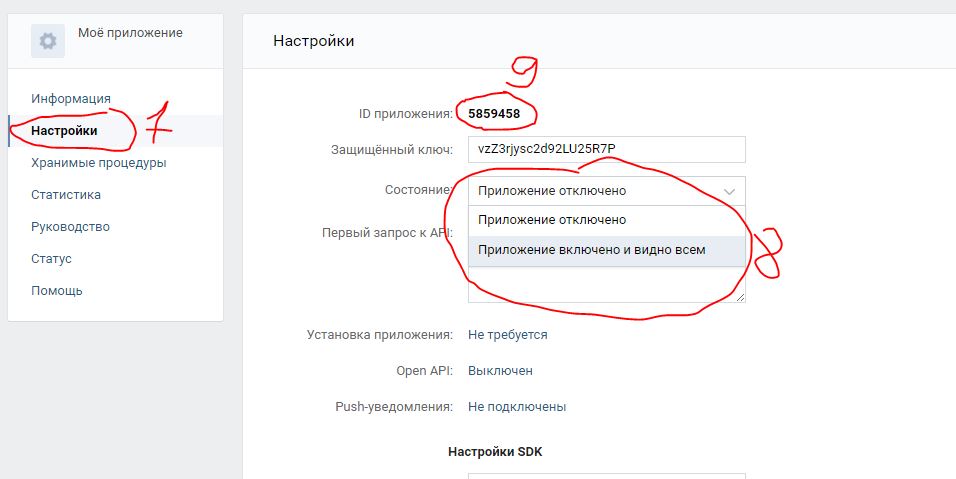 Моё приложение
Информация
Настройки
7
Хранимые процедуры
Статистика
Руководство
Статус
Помощь
Настройки
9
ID приложения: 5859458
Защищённый ключ: vzZ3rjysc2d92LU25R7P
Состояние: Приложение отключено
Приложение отключено
Первый запрос к API:
Приложение включено и видно всем
8
Установка приложения: Не требуется
Open API: Выключен
Push-уведомления: Не подключены
Настройки SDK